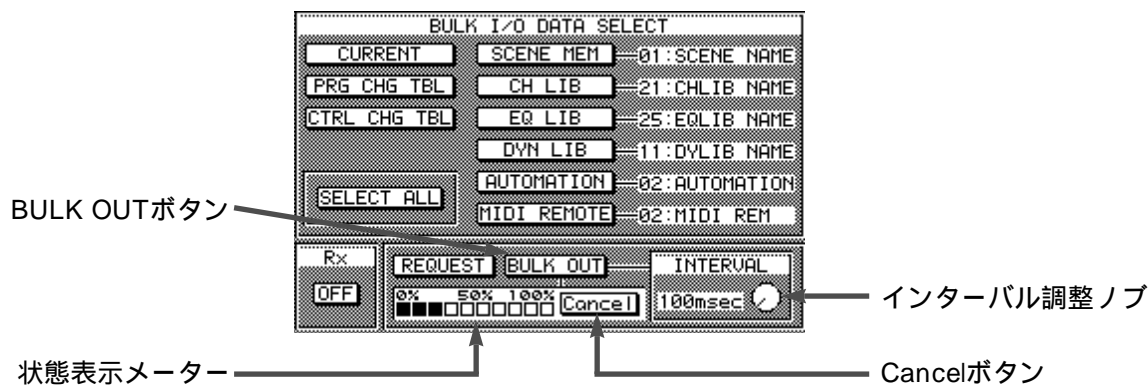 BULK I/O DATA SELECT
CURRENT
SCENE MEM
01:SCENE NAME
PRG CHG TBL
CH LIB
21:CHLIB NAME
CTRL CHG TBL
EQ LIB
25:EQLIB NAME
DYN LIB
11:DYLIB NAME
SELECT ALL
AUTOMATION
02:AUTOMATION
MIDI REMOTE
02:MIDI REM
BULK OUTボタン
Rx
OFF
REQUEST
BULK OUT
INTERVAL
0% 50% 100%
Cancel
100msec
インターバル調整ノブ
状態表示メーター
Cancelボタン